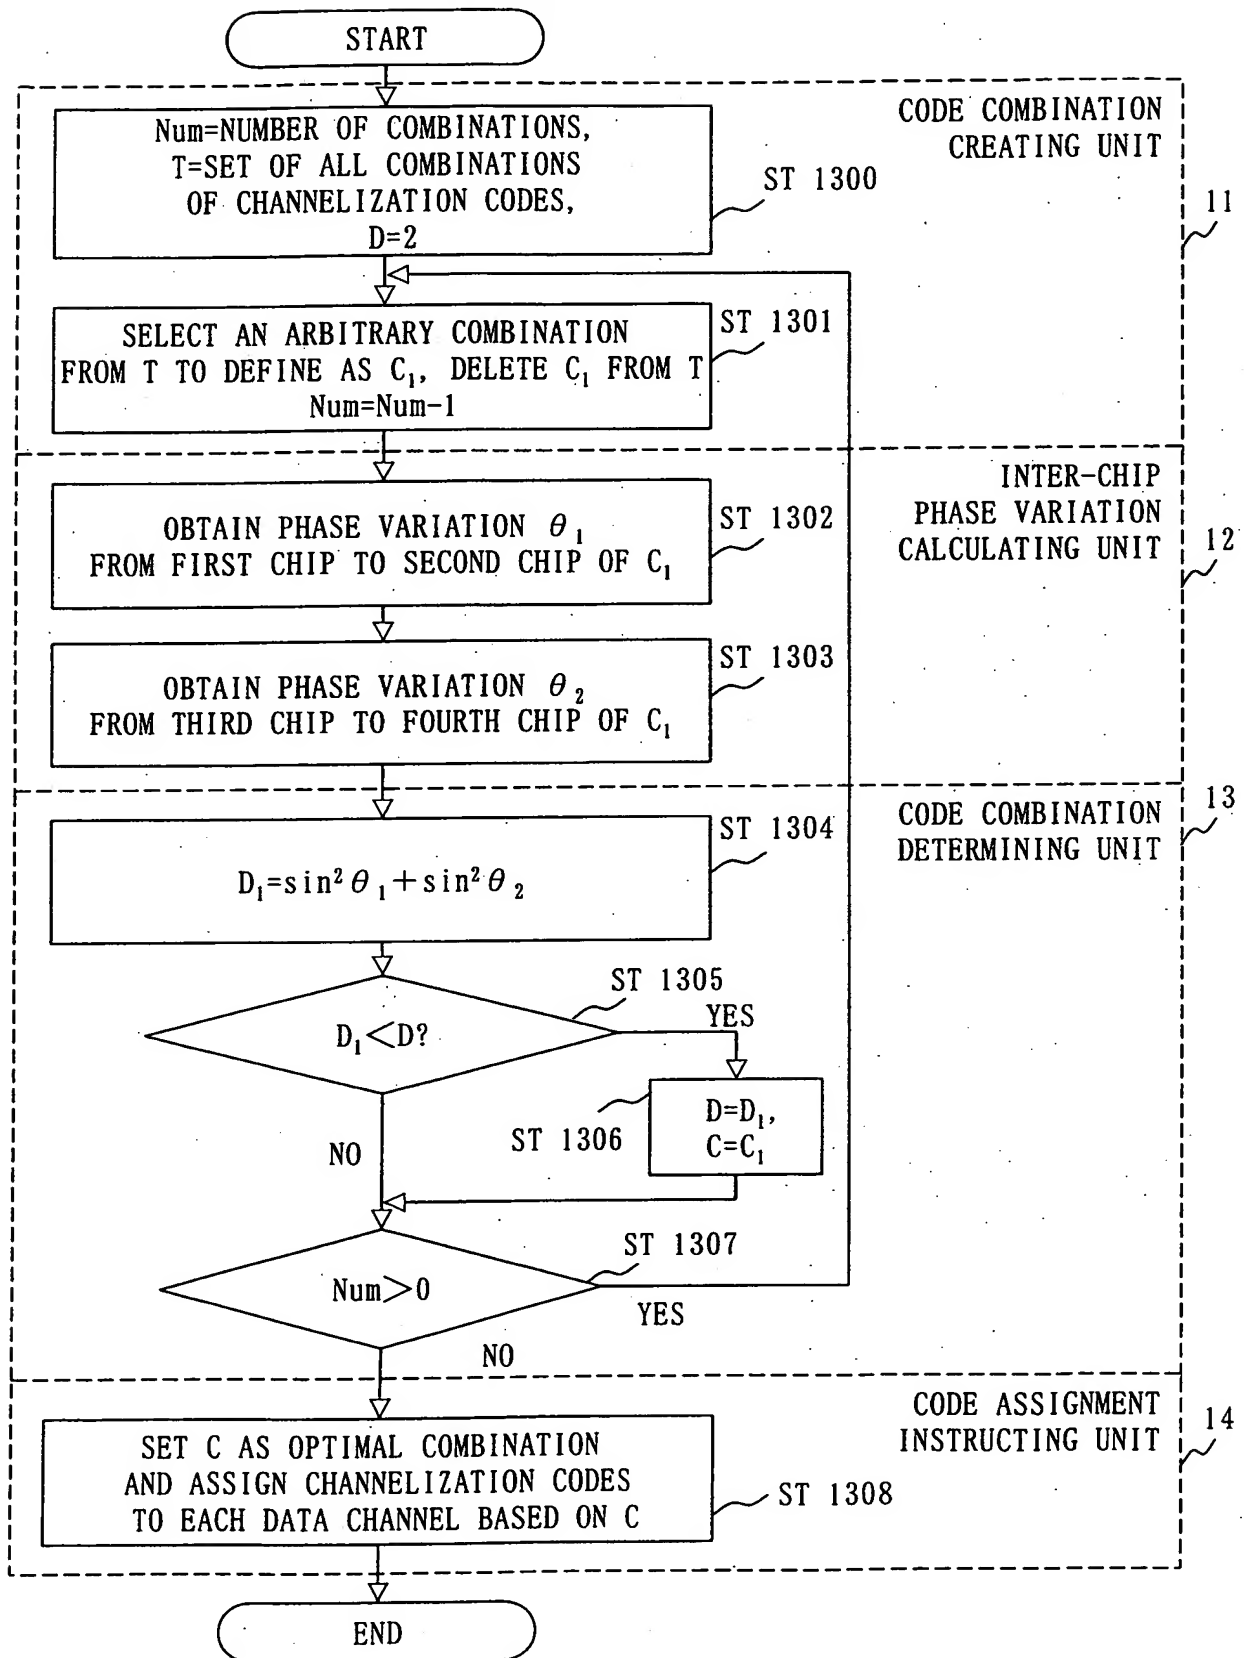 START
CODE COMBINATION
CREATING UNIT
11
Num=NUMBER OF COMBINATIONS,
T=SET OF ALL COMBINATIONS
OF CHANNELIZATION CODES,
D=2
ST 1300
SELECT AN ARBITRARY COMBINATION
FROM T TO DEFINE AS C₁, DELETE C₁ FROM T
Num=Num-1
ST 1301
INTER-CHIP
PHASE VARIATION
CALCULATING UNIT
12
OBTAIN PHASE VARIATION θ₁
FROM FIRST CHIP TO SECOND CHIP OF C₁
ST 1302
OBTAIN PHASE VARIATION θ₂
FROM THIRD CHIP TO FOURTH CHIP OF C₁
ST 1303
CODE COMBINATION
DETERMINING UNIT
13
D₁=sin²θ₁+sin²θ₂
ST 1304
D₁<D?
ST 1305
YES
D=D₁,
C=C₁
ST 1306
NO
Num>0
ST 1307
YES
NO
CODE ASSIGNMENT
INSTRUCTING UNIT
14
SET C AS OPTIMAL COMBINATION
AND ASSIGN CHANNELIZATION CODES
TO EACH DATA CHANNEL BASED ON C
ST 1308
END